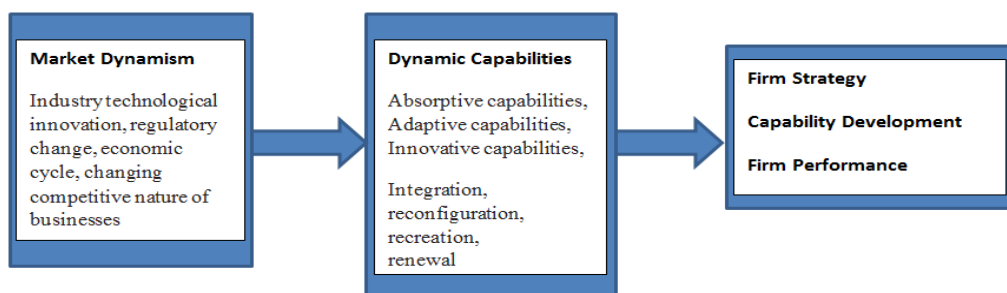 Market Dynamism
Industry technological
innovation, regulatory
change, economic
cycle, changing
competitive nature of
businesses
Dynamic Capabilities
Absorptive capabilities,
Adaptive capabilities,
Innovative capabilities,
Integration,
reconfiguration,
recreation,
renewal
Firm Strategy
Capability Development
Firm Performance